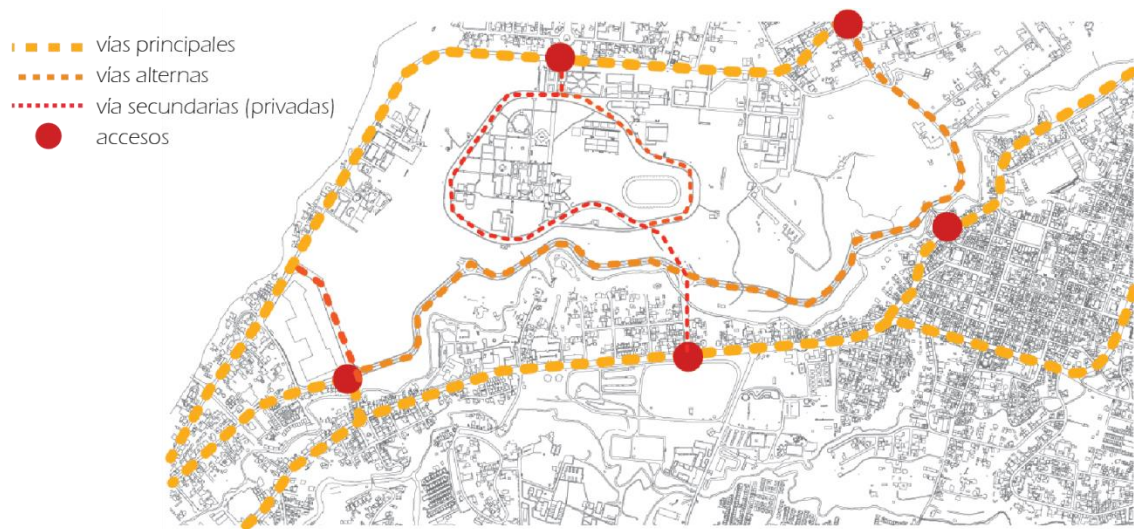 vías principales
vías alternas
vía secundarias (privadas)
accesos